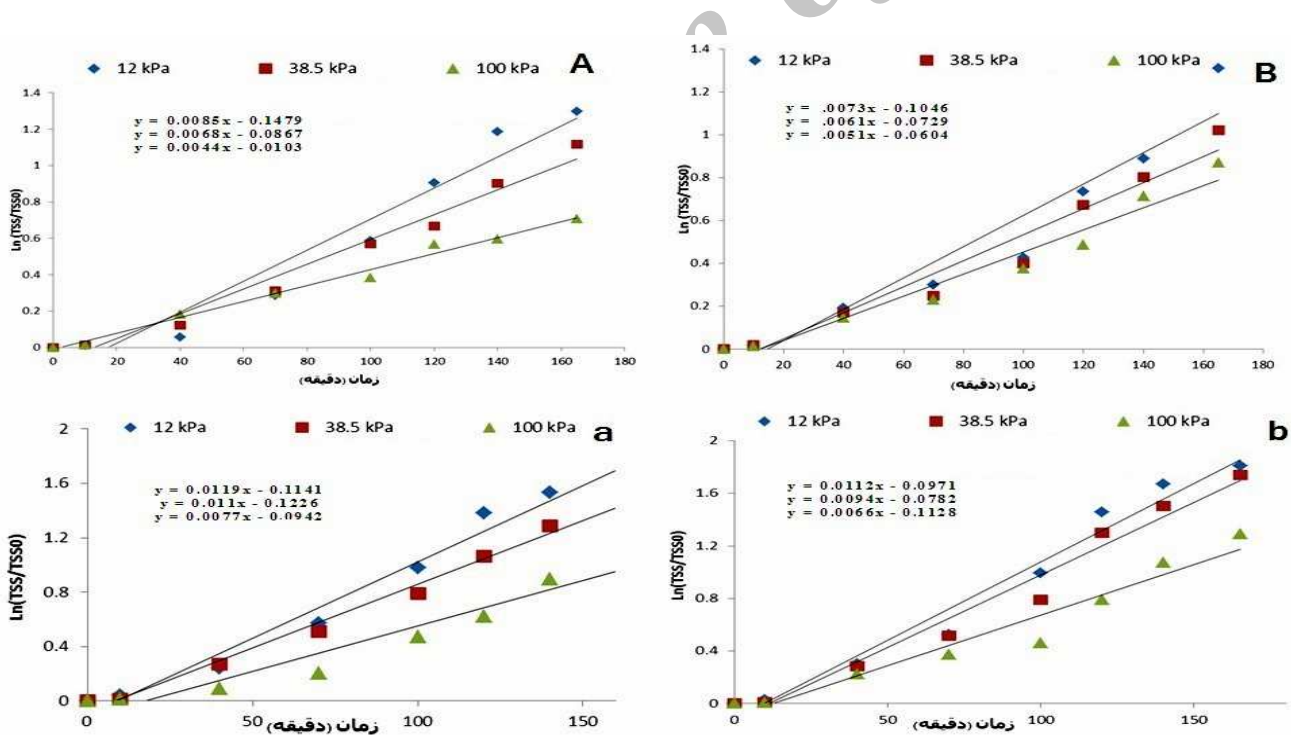 12 kPa 38.5 kPa 100 kPa A
y = 0.0085x - 0.1479
y = 0.0068x - 0.0867
y = 0.0044x - 0.0103
Ln (TSS/TSS0)
1.4
1.2
1
0.8
0.6
0.4
0.2
0
0 20 40 60 80 100 120 140 160 180
زمان (دقیقه)
12 kPa 38.5 kPa 100 kPa B
y = .0073x - 0.1046
y = .0061x - 0.0729
y = .0051x - 0.0604
Ln(TSS/TSS0)
1.4
1.2
1
0.8
0.6
0.4
0.2
0
0 20 40 60 80 100 120 140 160 180
زمان (دقیقه)
12 kPa 38.5 kPa 100 kPa a
y = 0.0119x - 0.1141
y = 0.011x - 0.1226
y = 0.0077x - 0.0942
Ln(TSS/TSS0)
2
1.6
1.2
0.8
0.4
0
0 50 100 150
زمان (دقیقه)
12 kPa 38.5 kPa 100 kPa b
y = 0.0112x - 0.0971
y = 0.0094x - 0.0782
y = 0.0066x - 0.1128
Ln(TSS/TSS0)
2
1.6
1.2
0.8
0.4
0
0 50 100 150
زمان (دقیقه)